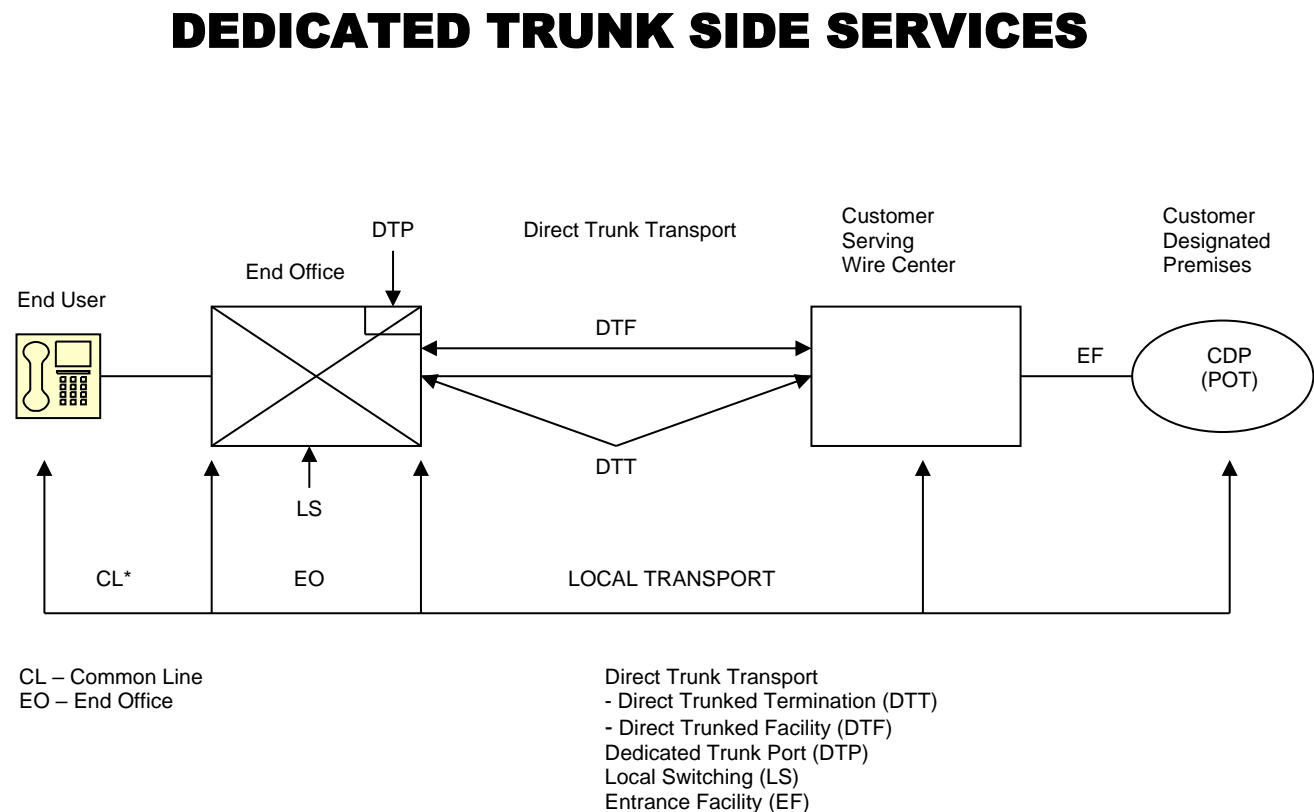 DEDICATED TRUNK SIDE SERVICES
DTP
Direct Trunk Transport
Customer
Serving
Wire Center
Customer
Designated
Premises
End Office
End User
DTF
EF
CDP
(POT)
DTT
LS
CL*
EO
LOCAL TRANSPORT
CL – Common Line
EO – End Office
Direct Trunk Transport
- Direct Trunked Termination (DTT)
- Direct Trunked Facility (DTF)
Dedicated Trunk Port (DTP)
Local Switching (LS)
Entrance Facility (EF)